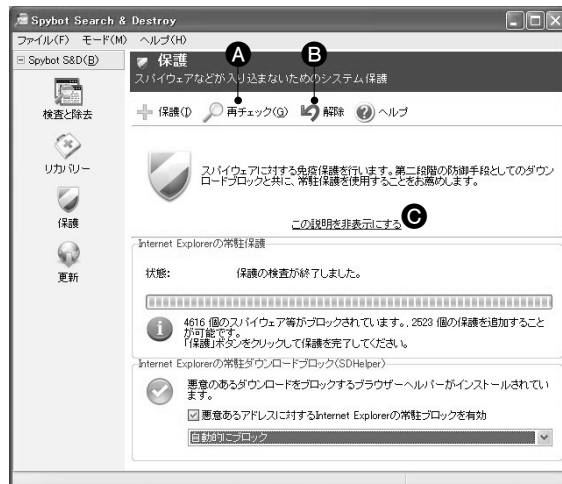 Spybot Search & Destroy
ファイル(F) モード(M) ヘルプ(H)
Spybot S&D(B)
検査と除去
リカバリー
保護
更新
保護
スパイウェアなどが入り込まないためのシステム保護
A
B
保護(I) 再チェック(G) 解除 ヘルプ
スパイウェアに対する免疫保護を行います。第二段階の防御手段としてのダウン
ロードブロックと共に、常駐保護を使用することをお薦めします。
この説明を非表示にする C
Internet Explorerの常駐保護
状態: 保護の検査が終了しました。
4616 個のスパイウェア等がブロックされています。, 2523 個の保護を追加すること
が可能です。
「保護」ボタンをクリックして保護を完了してください。
Internet Explorerの常駐ダウンロードブロック(SDHelper)
悪意のあるダウンロードをブロックするブラウザーヘルパーがインストールされてい
ます。
悪意あるアドレスに対するInternet Explorerの常駐ブロックを有効
自動的にブロック